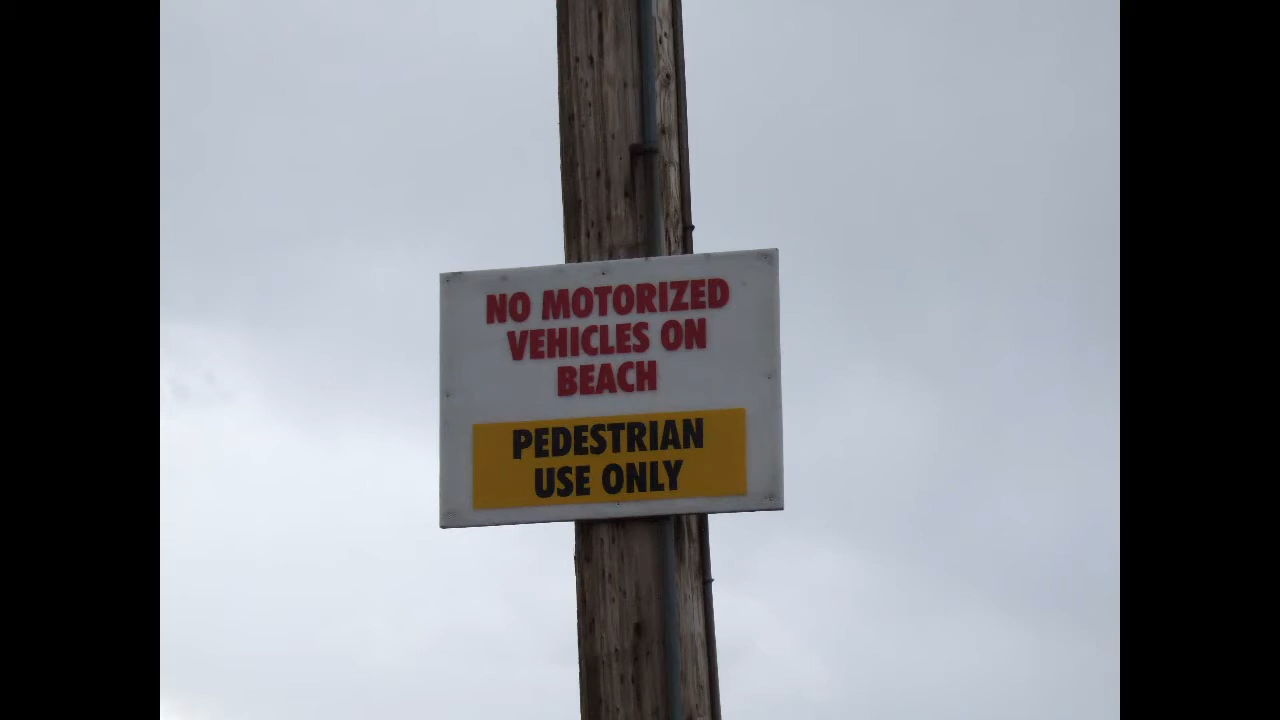 NO MOTORIZED
VEHICLES ON
BEACH
PEDESTRIAN
USE ONLY